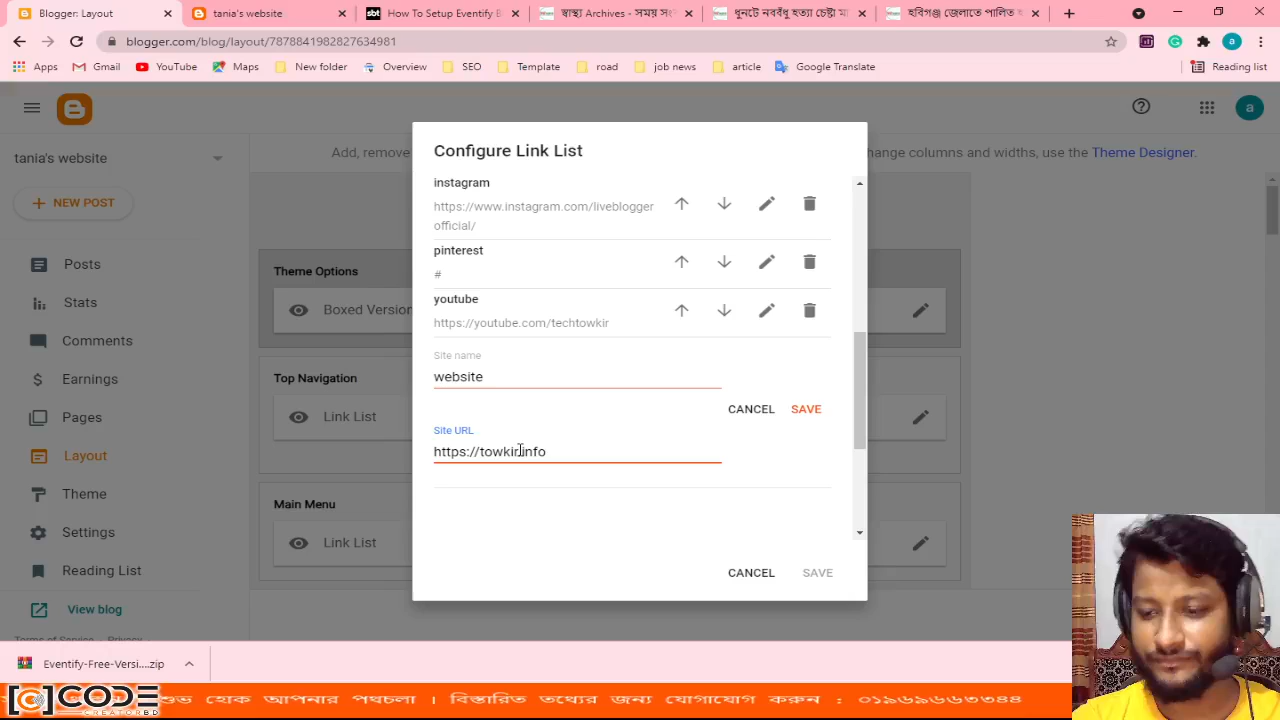 Blogger: Layout
tania's website
How To Setup Eventify B
স্বাস্থ্য Archives - সময় সং
ধুনটে নববধু হত্যা চেষ্টা মা
হবিগঞ্জ জেলাতে পালিত হ
blogger.com/blog/layout/7878841982827634981
Apps
Gmail
YouTube
Maps
New folder
Overview
SEO
Template
road
job news
article
Google Translate
Reading list
a
tania's website
NEW POST
Posts
Stats
Comments
Earnings
Pages
Layout
Theme
Settings
Reading List
View blog
Terms of Service · Privacy ·
Add, remove
change columns and widths, use the Theme Designer.
Theme Options
Boxed Version
Top Navigation
Link List
Main Menu
Link List
Configure Link List
instagram
https://www.instagram.com/liveblogger
official/
pinterest
#
youtube
https://youtube.com/techtowkir
Site name
website
CANCEL SAVE
Site URL
https://towkir.info
CANCEL SAVE
Eventify-Free-Versi....zip
CODE
CREATORBD
শুভ হোক আপনার পথচলা । বিস্তারিত তথ্যের জন্য যোগাযোগ করুন : ০১৯৬৯৬৬৩৩৪৪